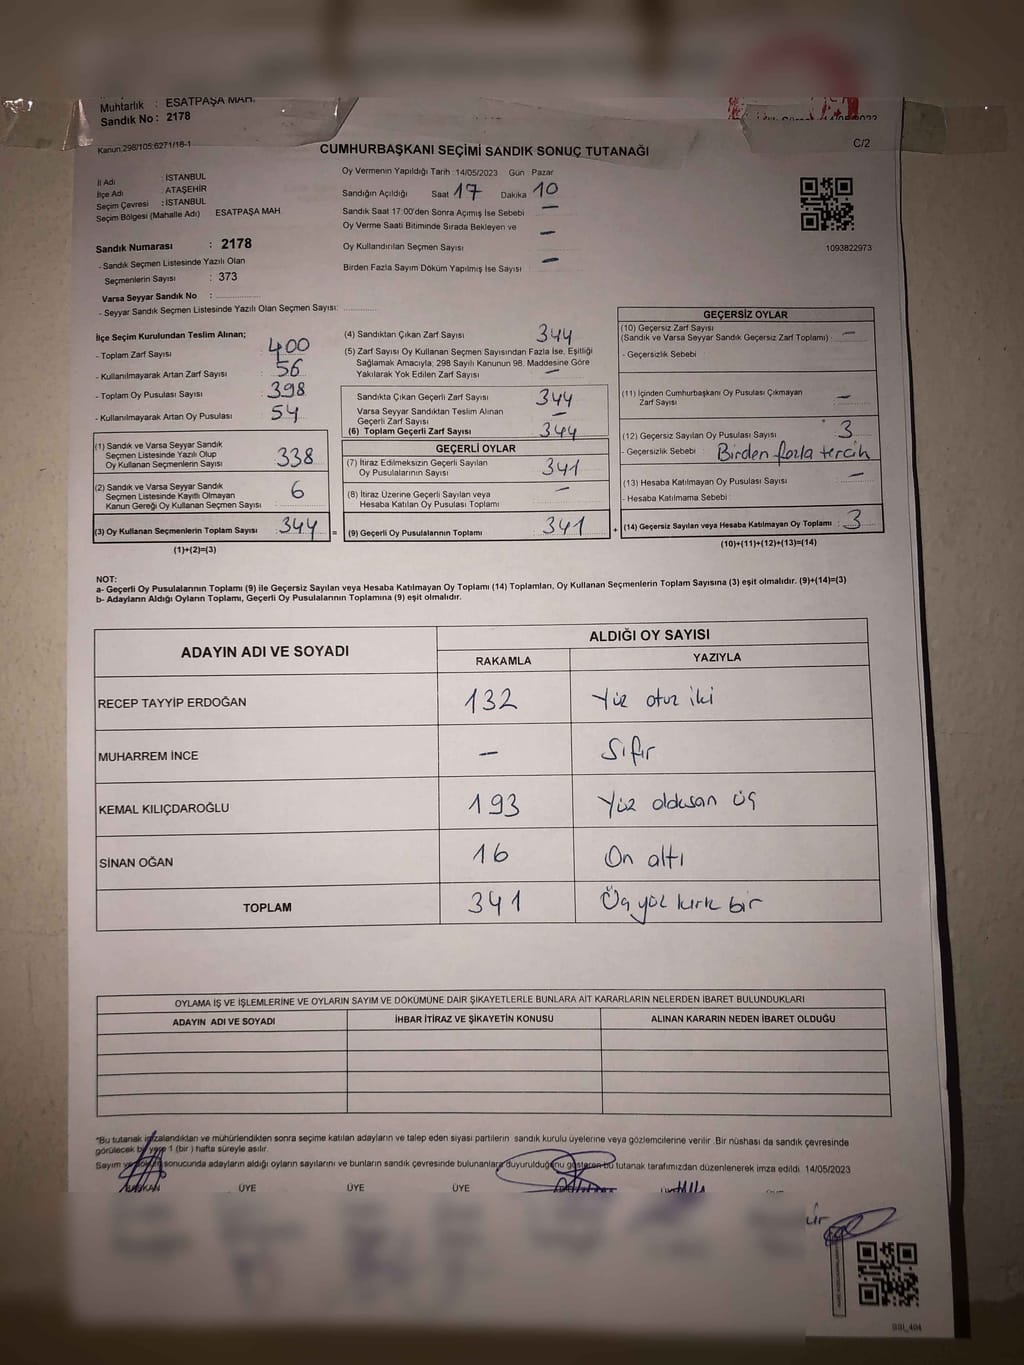 Muhtarlık : ESATPAŞA MAH.
Sandık No : 2178
Kanun:298/105:6271/18-1
CUMHURBAŞKANI SEÇİMİ SANDIK SONUÇ TUTANAĞI
C/2
İl Adı : İSTANBUL
İlçe Adı : ATAŞEHİR
Seçim Çevresi : İSTANBUL
Seçim Bölgesi (Mahalle Adı) ESATPAŞA MAH.
Oy Vermenin Yapıldığı Tarih :14/05/2023 Gün : Pazar
Sandığın Açıldığı Saat 17 Dakika 10
Sandık Saat 17:00'den Sonra Açımış İse Sebebi —
Oy Verme Saati Bitiminde Sırada Bekleyen ve
Oy Kullandırılan Seçmen Sayısı —
Birden Fazla Sayım Döküm Yapılmış İse Sayısı —
1093822973
Sandık Numarası : 2178
- Sandık Seçmen Listesinde Yazılı Olan
Seçmenlerin Sayısı : 373
Varsa Seyyar Sandık No :
- Seyyar Sandık Seçmen Listesinde Yazılı Olan Seçmen Sayısı:
İlçe Seçim Kurulundan Teslim Alınan;
- Toplam Zarf Sayısı 400
- Kullanılmayarak Artan Zarf Sayısı 56
- Toplam Oy Pusulası Sayısı 398
- Kullanılmayarak Artan Oy Pusulası 54
(1) Sandık ve Varsa Seyyar Sandık
Seçmen Listesinde Yazılı Olup
Oy Kullanan Seçmenlerin Sayısı 338
(2) Sandık ve Varsa Seyyar Sandık
Seçmen Listesinde Kayıtlı Olmayan
Kanun Gereği Oy Kullanan Seçmen Sayısı 6
(3) Oy Kullanan Seçmenlerin Toplam Sayısı 344 =
(1)+(2)=(3)
(4) Sandıktan Çıkan Zarf Sayısı 344
(5) Zarf Sayısı Oy Kullanan Seçmen Sayısından Fazla İse, Eşitliği
Sağlamak Amacıyla; 298 Sayılı Kanunun 98. Maddesine Göre
Yakılarak Yok Edilen Zarf Sayısı —
Sandıkta Çıkan Geçerli Zarf Sayısı 344
Varsa Seyyar Sandıktan Teslim Alınan
Geçerli Zarf Sayısı —
(6) Toplam Geçerli Zarf Sayısı 344
GEÇERLİ OYLAR
(7) İtiraz Edilmeksizin Geçerli Sayılan
Oy Pusulalarının Sayısı 341
(8) İtiraz Üzerine Geçerli Sayılan veya
Hesaba Katılan Oy Pusulası Toplamı —
(9) Geçerli Oy Pusulalarının Toplamı 341 +
GEÇERSİZ OYLAR
(10) Geçersiz Zarf Sayısı
(Sandık ve Varsa Seyyar Sandık Geçersiz Zarf Toplamı) —
- Geçersizlik Sebebi
(11) İçinden Cumhurbaşkanı Oy Pusulası Çıkmayan
Zarf Sayısı —
(12) Geçersiz Sayılan Oy Pusulası Sayısı 3
- Geçersizlik Sebebi Birden fazla tercih
(13) Hesaba Katılmayan Oy Pusulası Sayısı —
- Hesaba Katılmama Sebebi
(14) Geçersiz Sayılan veya Hesaba Katılmayan Oy Toplamı 3
(10)+(11)+(12)+(13)=(14)
NOT:
a- Geçerli Oy Pusulalarının Toplamı (9) ile Geçersiz Sayılan veya Hesaba Katılmayan Oy Toplamı (14) Toplamları, Oy Kullanan Seçmenlerin Toplam Sayısına (3) eşit olmalıdır. (9)+(14)=(3)
b- Adayların Aldığı Oyların Toplamı, Geçerli Oy Pusulalarının Toplamına (9) eşit olmalıdır.
ADAYIN ADI VE SOYADI
ALDIĞI OY SAYISI
RAKAMLA YAZIYLA
RECEP TAYYİP ERDOĞAN 132 Yüz otuz iki
MUHARREM İNCE — Sıfır
KEMAL KILIÇDAROĞLU 193 Yüz doksan üç
SİNAN OĞAN 16 On altı
TOPLAM 341 Üç yüz kırk bir
OYLAMA İŞ VE İŞLEMLERİNE VE OYLARIN SAYIM VE DÖKÜMÜNE DAİR ŞİKAYETLERLE BUNLARA AİT KARARLARIN NELERDEN İBARET BULUNDUKLARI
ADAYIN ADI VE SOYADI İHBAR İTİRAZ VE ŞİKAYETİN KONUSU ALINAN KARARIN NEDEN İBARET OLDUĞU
*Bu tutanak imzalandıktan ve mühürlendikten sonra seçime katılan adayların ve talep eden siyasi partilerin sandık kurulu üyelerine veya gözlemcilerine verilir. Bir nüshası da sandık çevresinde
görülecek bir yere 1 (bir) hafta süreyle asılır.
Sayım ve döküm sonucunda adayların aldığı oyların sayılarını ve bunların sandık çevresinde bulunanlara duyurulduğunu gösteren bu tutanak tarafımızdan düzenlenerek imza edildi. 14/05/2023
BAŞKAN ÜYE ÜYE ÜYE